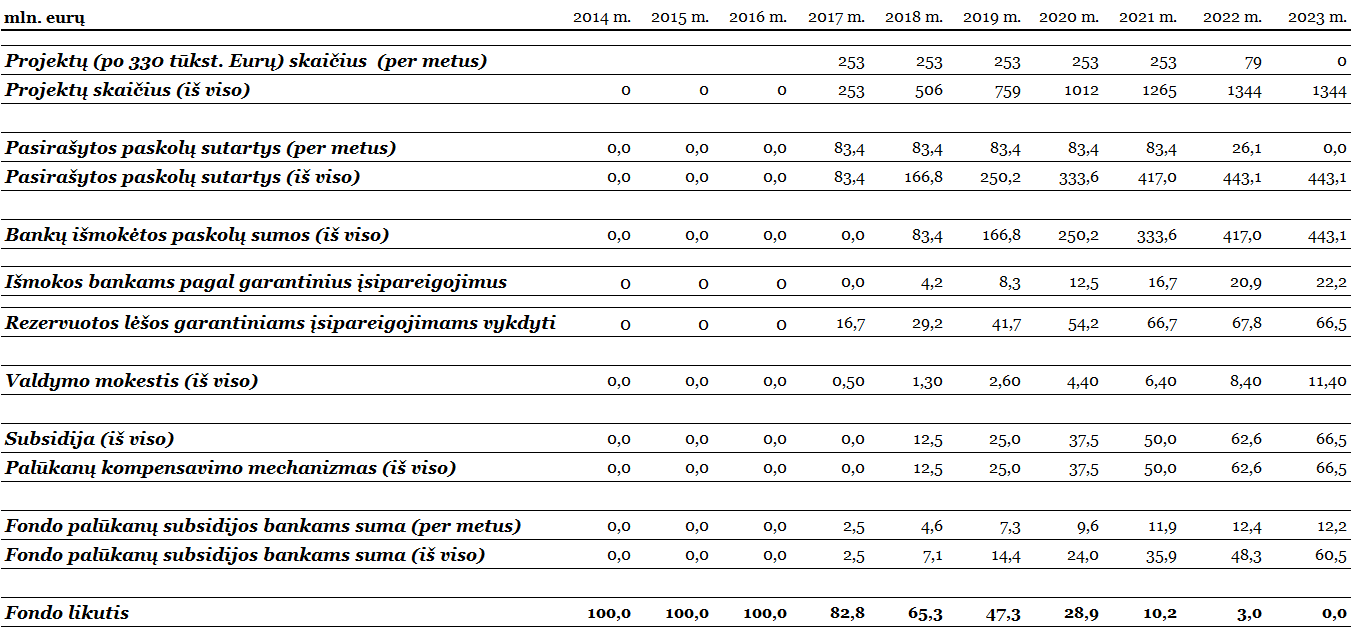 mln. eurų 2014 m. 2015 m. 2016 m. 2017 m. 2018 m. 2019 m. 2020 m. 2021 m. 2022 m. 2023 m.
Projektų (po 330 tūkst. Eurų) skaičius (per metus) 253 253 253 253 253 79 0
Projektų skaičius (iš viso) 0 0 0 253 506 759 1012 1265 1344 1344
Pasirašytos paskolų sutartys (per metus) 0,0 0,0 0,0 83,4 83,4 83,4 83,4 83,4 26,1 0,0
Pasirašytos paskolų sutartys (iš viso) 0,0 0,0 0,0 83,4 166,8 250,2 333,6 417,0 443,1 443,1
Bankų išmokėtos paskolų sumos (iš viso) 0,0 0,0 0,0 0,0 83,4 166,8 250,2 333,6 417,0 443,1
Išmokos bankams pagal garantinius įsipareigojimus 0 0 0 0,0 4,2 8,3 12,5 16,7 20,9 22,2
Rezervuotos lėšos garantiniams įsipareigojimams vykdyti 0 0 0 16,7 29,2 41,7 54,2 66,7 67,8 66,5
Valdymo mokestis (iš viso) 0,0 0,0 0,0 0,50 1,30 2,60 4,40 6,40 8,40 11,40
Subsidija (iš viso) 0,0 0,0 0,0 0,0 12,5 25,0 37,5 50,0 62,6 66,5
Palūkanų kompensavimo mechanizmas (iš viso) 0,0 0,0 0,0 0,0 12,5 25,0 37,5 50,0 62,6 66,5
Fondo palūkanų subsidijos bankams suma (per metus) 0,0 0,0 0,0 2,5 4,6 7,3 9,6 11,9 12,4 12,2
Fondo palūkanų subsidijos bankams suma (iš viso) 0,0 0,0 0,0 2,5 7,1 14,4 24,0 35,9 48,3 60,5
Fondo likutis 100,0 100,0 100,0 82,8 65,3 47,3 28,9 10,2 3,0 0,0